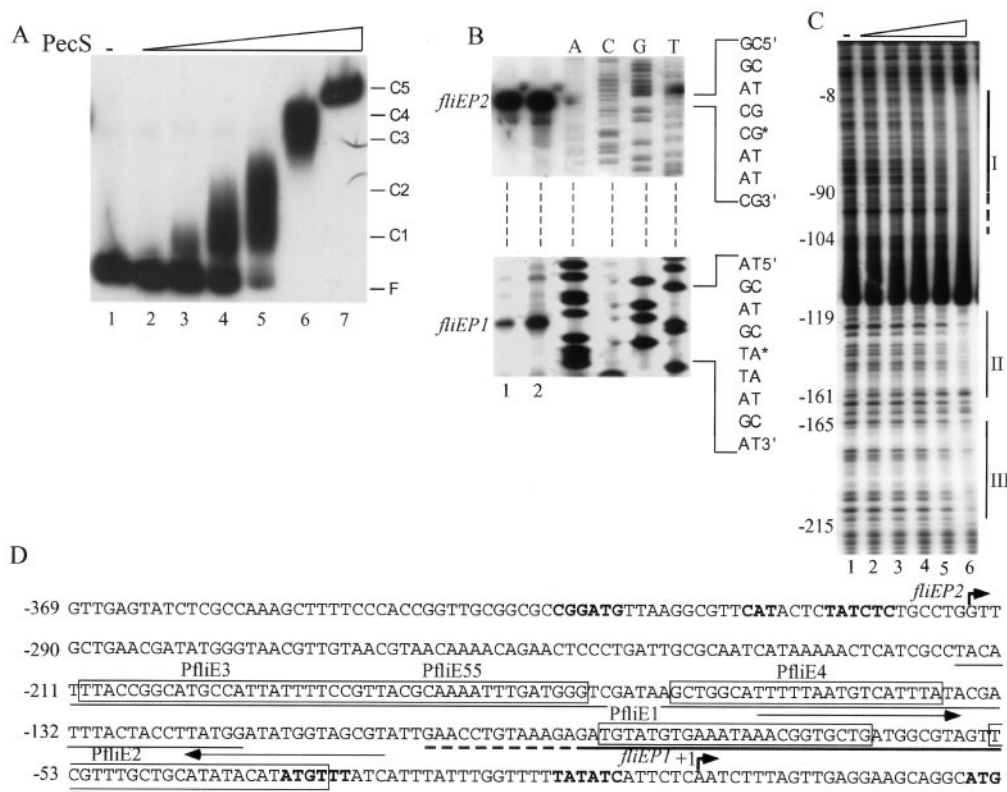 A
PecS
-
C5
C4
C3
C2
C1
F
1 2 3 4 5 6 7
B
A C G T
fliEP2
GC5'
GC
AT
CG
CG*
AT
AT
CG3'
fliEP1
AT5'
GC
AT
GC
TA*
TA
AT
GC
AT3'
1 2
C
-
-8
-90
-104
-119
-161
-165
-215
I
II
III
1 2 3 4 5 6
D
fliEP2
-369 GTTGAGTATCTCGCCAAAGCTTTTCCCACCGGTTGCGGCGCCGGATGTTAAGGCGTTCATACTCTATCTCTGCCTGGTT
-290 GCTGAACGATATGGGTAACGTTGTAACGTAACAAAACAGAACTCCCTGATTGCGCAATCATAAAAACTCATCGCCTACA
PfliE3 PfliE55 PfliE4
-211 TTTACCGGCATGCCATTATTTTCCGTTACGCAAAATTTGATGGGTCGATAAGCTGGCATTTTTAATGTCATTTATACGA
PfliE1
-132 TTTACTACCTTATGGATATGCGTAGTTATGAACCTGTAAAGAGATGTATGTGAAATAAACGGTGCTGATGGCGTAGTT
PfliE2
fliEP1 +1
-53 CGTTTGCTGCATATACATATGTTTATCATTTATTTGGTTTTTATATCATTCTCAATCTTTAGTTGAGGAAGCAGGCATG